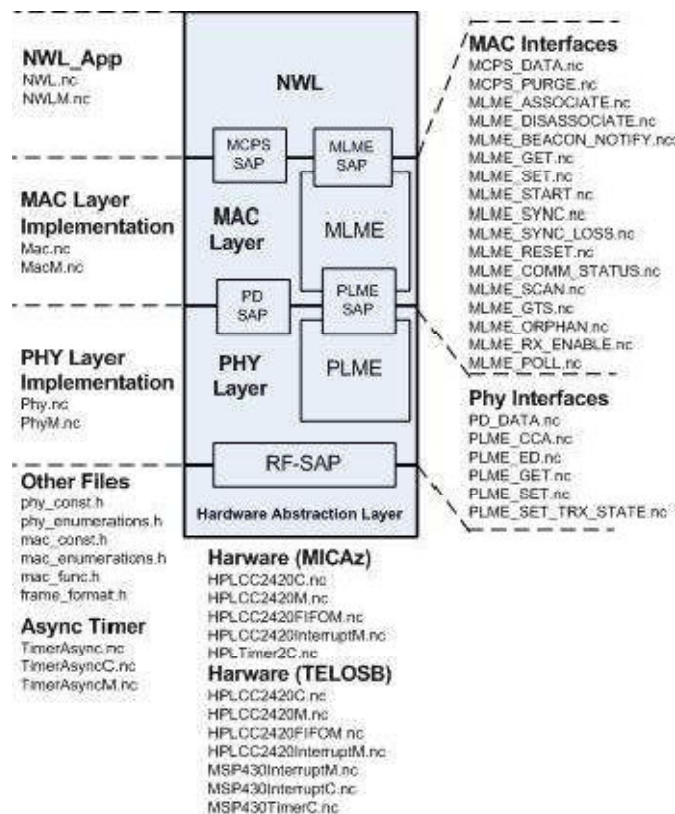 NWL_App
NWL.nc
NWLM.nc
MAC Layer
Implementation
Mac.nc
MacM.nc
PHY Layer
Implementation
Phy.nc
PhyM.nc
Other Files
phy_const.h
phy_enumerations.h
mac_const.h
mac_enumerations.h
mac_func.h
frame_format.h
Async Timer
TimerAsync.nc
TimerAsyncC.nc
TimerAsyncM.nc
NWL
MCPS
SAP
MLME
SAP
MAC
Layer
MLME
PD
SAP
PLME
SAP
PHY
Layer
PLME
RF-SAP
Hardware Abstraction Layer
Harware (MICAz)
HPLCC2420C.nc
HPLCC2420M.nc
HPLCC2420FIFOM.nc
HPLCC2420InterruptM.nc
HPLTimer2C.nc
Hardware (TELOSB)
HPLCC2420C.nc
HPLCC2420M.nc
HPLCC2420FIFOM.nc
HPLCC2420InterruptM.nc
MSP430InterruptM.nc
MSP430InterruptC.nc
MSP430TimerC.nc
MAC Interfaces
MCPS_DATA.nc
MCPS_PURGE.nc
MLME_ASSOCIATE.nc
MLME_DISASSOCIATE.nc
MLME_BEACON_NOTIFY.nc
MLME_GET.nc
MLME_SET.nc
MLME_START.nc
MLME_SYNC.nc
MLME_SYNC_LOSS.nc
MLME_RESET.nc
MLME_COMM_STATUS.nc
MLME_SCAN.nc
MLME_GTS.nc
MLME_ORPHAN.nc
MLME_RX_ENABLE.nc
MLME_POLL.nc
Phy Interfaces
PD_DATA.nc
PLME_CCA.nc
PLME_ED.nc
PLME_GET.nc
PLME_SET.nc
PLME_SET_TRX_STATE.nc